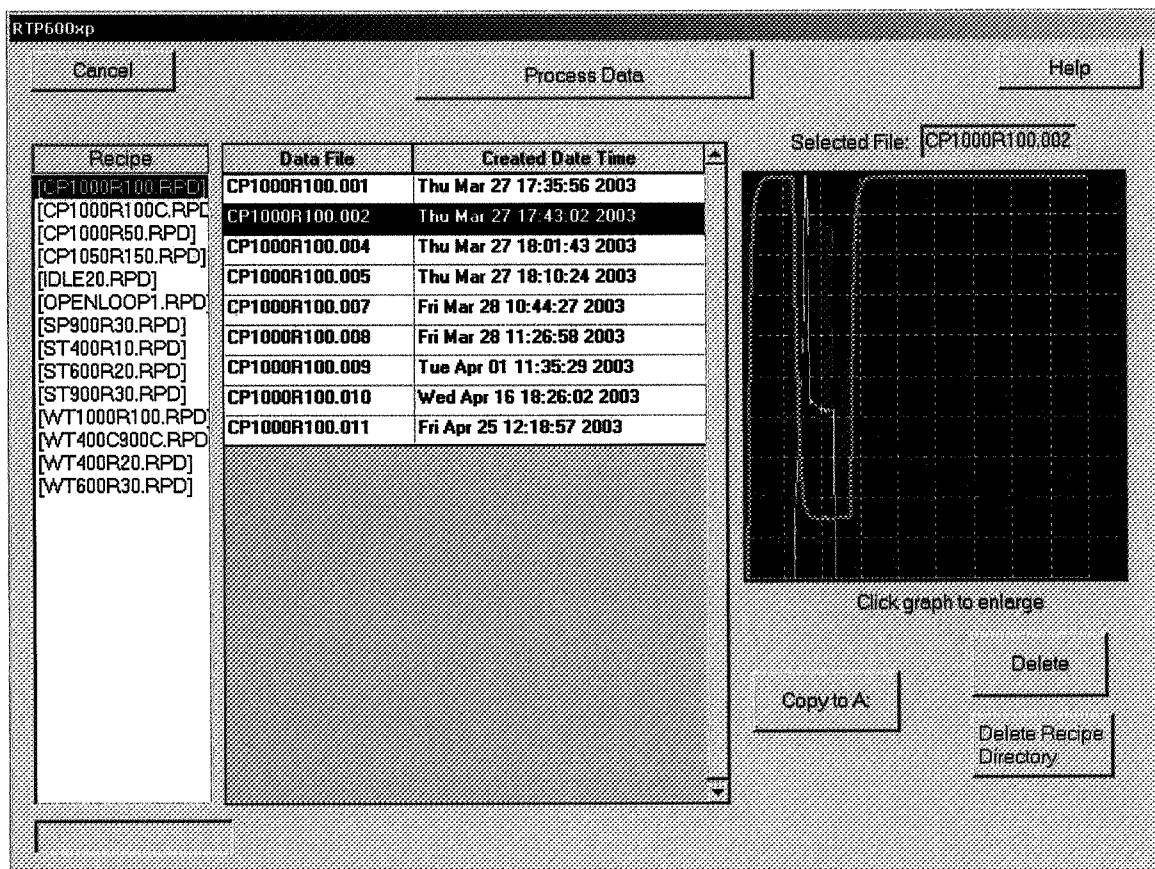 RTP600xp
Cancel
Process Data
Help
Selected File: CP1000R100.002
Recipe
[CP1000R100.RPD]
[CP1000R100C.RPD
[CP1000R50.RPD]
[CP1050R150.RPD]
[IDLE20.RPD]
[OPENLOOP1.RPD
[SP900R30.RPD]
[ST400R10.RPD]
[ST600R20.RPD]
[ST900R30.RPD]
[WT1000R100.RPD
[WT400C900C.RPD
[WT400R20.RPD]
[WT600R30.RPD]
Data File Created Date Time
CP1000R100.001 Thu Mar 27 17:35:56 2003
CP1000R100.002 Thu Mar 27 17:43:02 2003
CP1000R100.004 Thu Mar 27 18:01:43 2003
CP1000R100.005 Thu Mar 27 18:10:24 2003
CP1000R100.007 Fri Mar 28 10:44:27 2003
CP1000R100.008 Fri Mar 28 11:26:58 2003
CP1000R100.009 Tue Apr 01 11:35:29 2003
CP1000R100.010 Wed Apr 16 18:26:02 2003
CP1000R100.011 Fri Apr 25 12:18:57 2003
Click graph to enlarge
Delete
Copy to A:
Delete Recipe
Directory